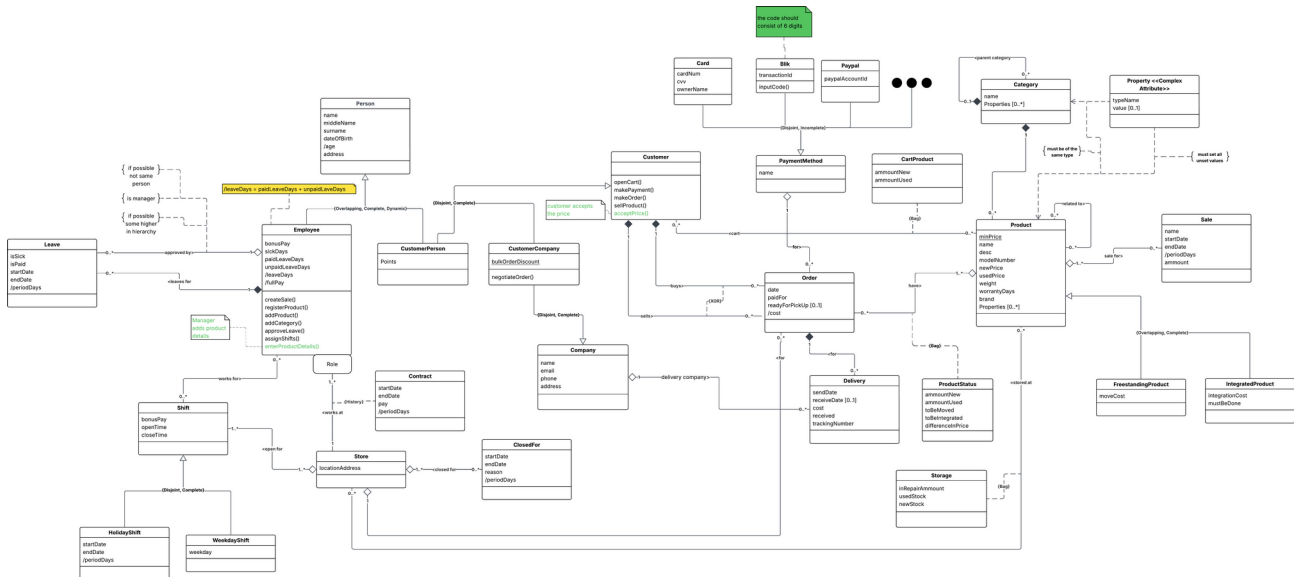 the code should
consist of 6 digits
Card
cardNum
cvv
ownerName
Blik
transactionId
inputCode()
Paypal
paypalAccountId
{Disjoint, Incomplete}
PaymentMethod
name
<parent category
0..*
0..1
Category
name
Properties [0..*]
Property <<Complex
Attribute>>
typeName
value [0..1]
{ must be of the
same type }
{ must set all
unset values }
Person
name
middleName
surname
dateOfBirth
/age
address
{ if possible
not same
person }
{ is manager }
{ if possible
some higher
in hierarchy }
/leaveDays = paidLeaveDays + unpaidLaveDays
{Overlapping, Complete, Dynamic}
{Disjoint, Complete}
Customer
openCart()
makePayment()
makeOrder()
sellProduct()
acceptPrice()
customer accepts
the price
CartProduct
ammountNew
ammountUsed
{Bag}
<cart
Leave
isSick
isPaid
startDate
endDate
/periodDays
approved by>
<leaves for
Employee
bonusPay
sickDays
paidLeaveDays
unpaidLeaveDays
/leaveDays
/fullPay
createSale()
registerProduct()
addProduct()
addCategory()
approveLeave()
assignShifts()
enterProductDetails()
Manager
adds product
details
Role
CustomerPerson
Points
CustomerCompany
bulkOrderDiscount
negotiateOrder()
{Disjoint, Complete}
buys>
{XOR}
sells>
for>
Order
date
paidFor
readyForPickUp [0..1]
/cost
have>
Product
minPrice
name
desc
modelNumber
newPrice
usedPrice
weight
worrantyDays
brand
Properties [0..*]
related to>
sale for>
Sale
name
startDate
endDate
/periodDays
ammount
{Overlapping, Complete}
Company
name
email
phone
address
delivery company>
<for
<for
Delivery
sendDate
receiveDate [0..1]
cost
received
trackingNumber
{Bag}
ProductStatus
ammountNew
ammountUsed
toBeMoved
toBeIntegrated
differenceInPrice
<stored at
FreestandingProduct
moveCost
IntegratedProduct
integrationCost
mustBeDone
works for>
Shift
bonusPay
openTime
closeTime
<open for
<works at
{History}
Contract
startDate
endDate
pay
/periodDays
Store
locationAddress
<closed for
ClosedFor
startDate
endDate
reason
/periodDays
Storage
inRepairAmmount
usedStock
newStock
{Bag}
{Disjoint, Complete}
HolidayShift
startDate
endDate
/periodDays
WeekdayShift
weekday